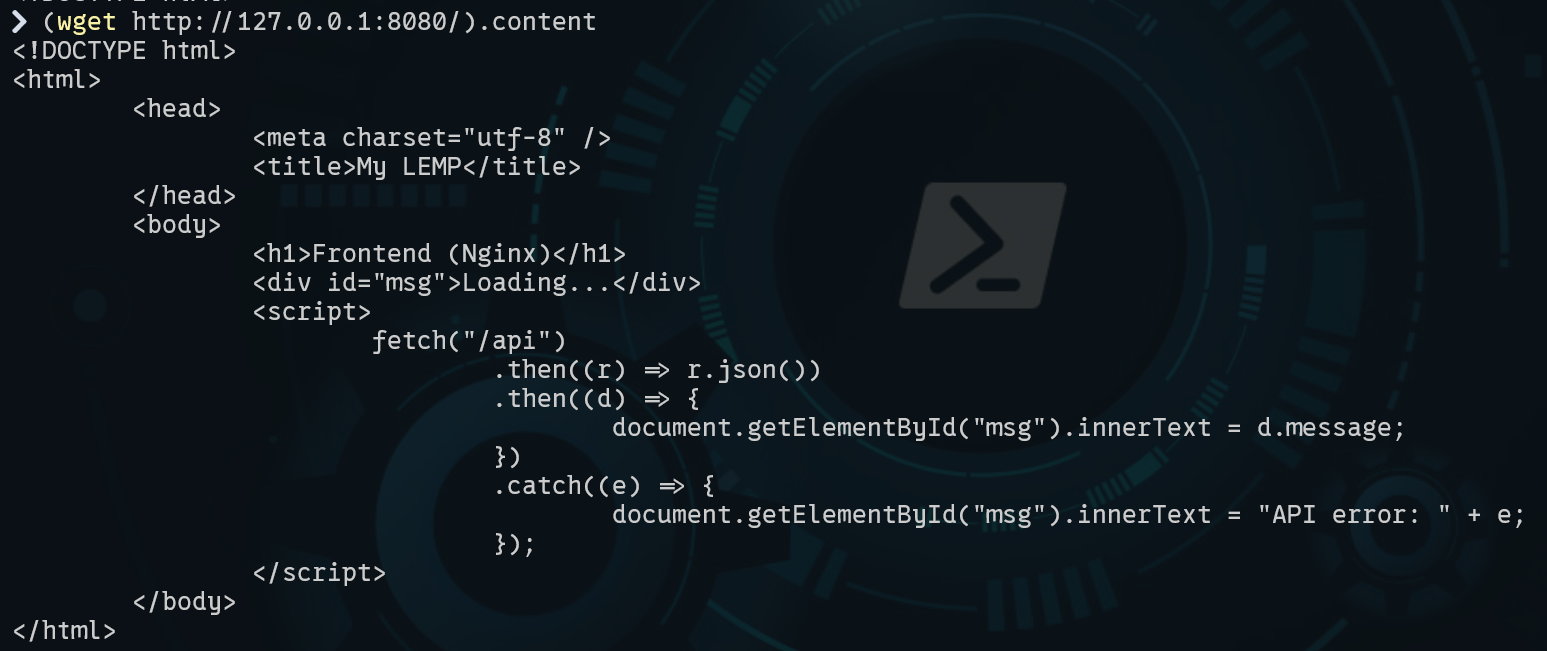 ❯ (wget http://127.0.0.1:8080/).content
<!DOCTYPE html>
<html>
        <head>
                <meta charset="utf-8" />
                <title>My LEMP</title>
        </head>
        <body>
                <h1>Frontend (Nginx)</h1>
                <div id="msg">Loading...</div>
                <script>
                        fetch("/api")
                                .then((r) => r.json())
                                .then((d) => {
                                        document.getElementById("msg").innerText = d.message;
                                })
                                .catch((e) => {
                                        document.getElementById("msg").innerText = "API error: " + e;
                                });
                </script>
        </body>
</html>